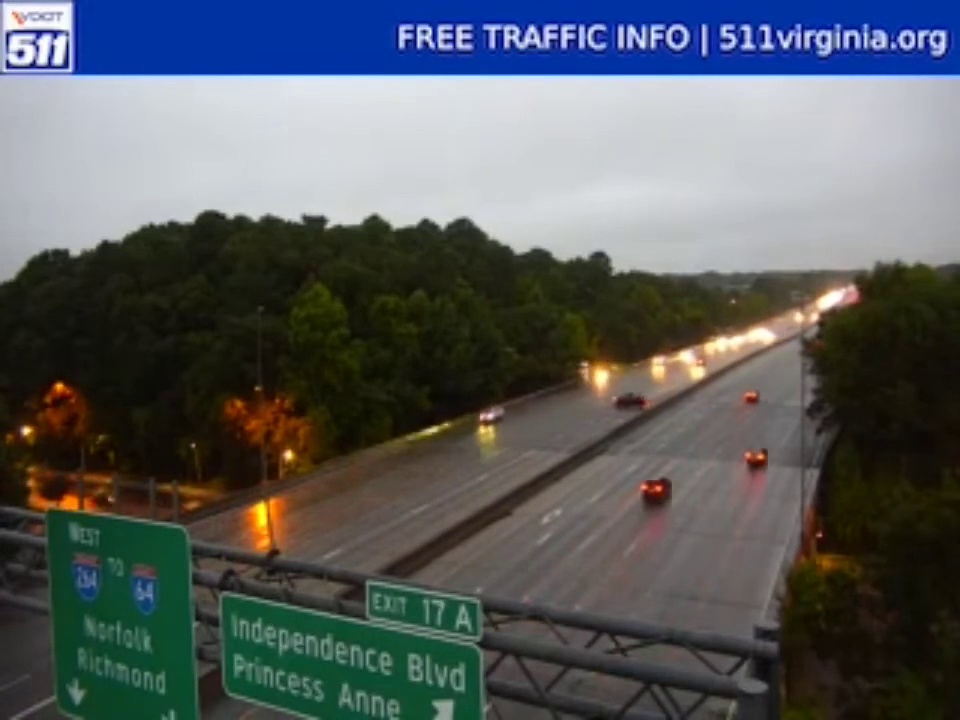 VDOT
511
FREE TRAFFIC INFO | 511virginia.org
WEST
264 TO 64
Norfolk
Richmond
EXIT 17 A
Independence Blvd
Princess Anne